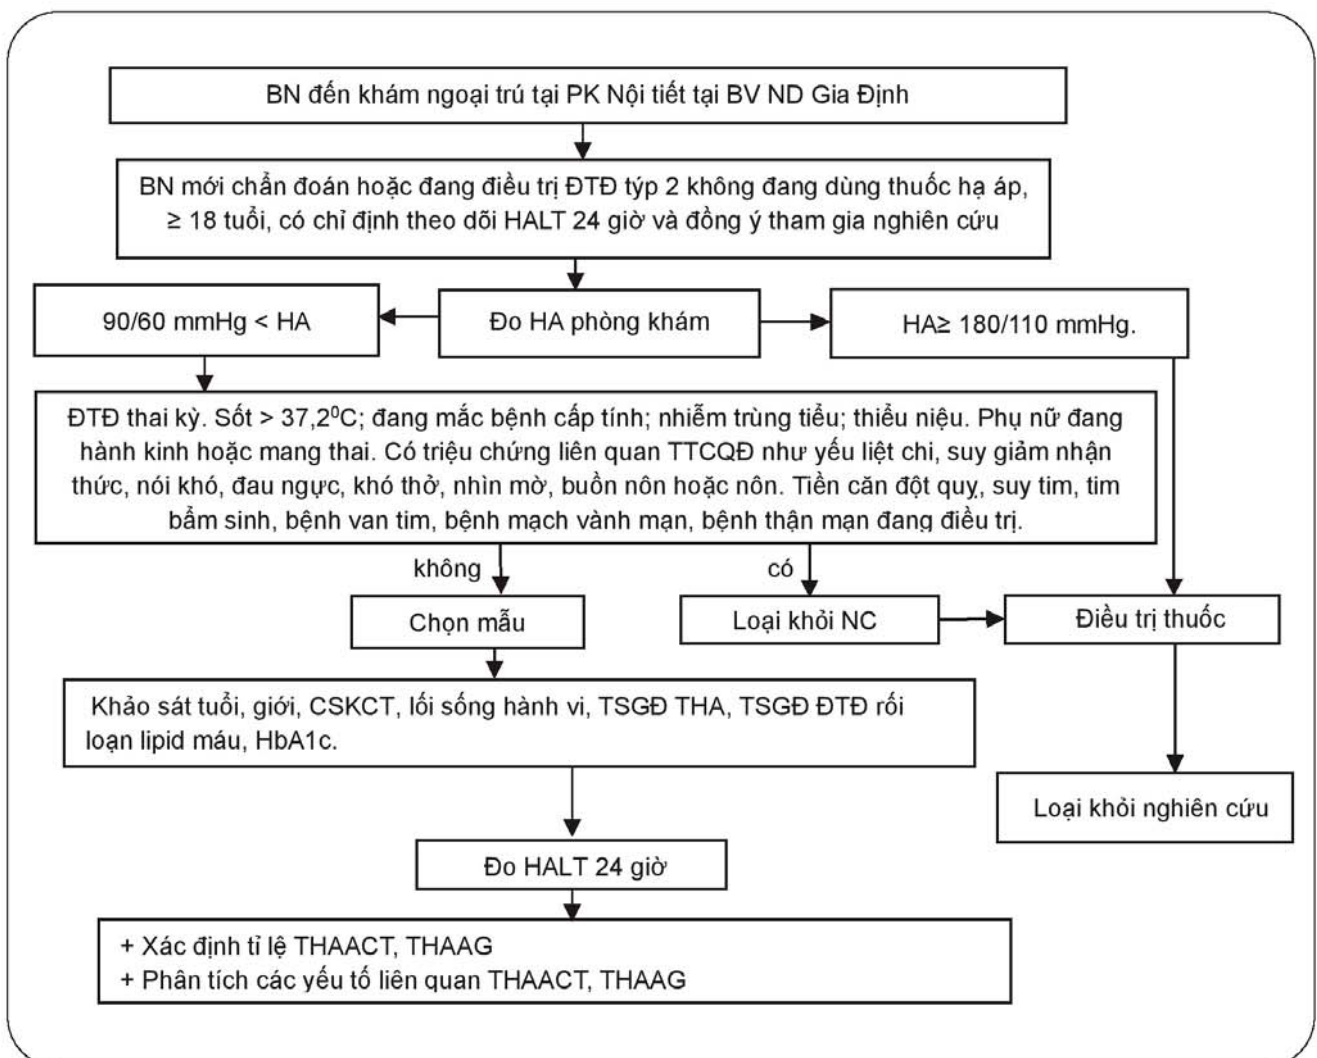 BN đến khám ngoại trú tại PK Nội tiết tại BV ND Gia Định
BN mới chẩn đoán hoặc đang điều trị ĐTĐ týp 2 không đang dùng thuốc hạ áp,
≥ 18 tuổi, có chỉ định theo dõi HALT 24 giờ và đồng ý tham gia nghiên cứu
90/60 mmHg < HA
Đo HA phòng khám
HA≥ 180/110 mmHg.
ĐTĐ thai kỳ. Sốt > 37,2⁰C; đang mắc bệnh cấp tính; nhiễm trùng tiểu; thiểu niệu. Phụ nữ đang
hành kinh hoặc mang thai. Có triệu chứng liên quan TTCQĐ như yếu liệt chi, suy giảm nhận
thức, nói khó, đau ngực, khó thở, nhìn mờ, buồn nôn hoặc nôn. Tiền căn đột quỵ, suy tim, tim
bẩm sinh, bệnh van tim, bệnh mạch vành mạn, bệnh thận mạn đang điều trị.
không
có
Chọn mẫu
Loại khỏi NC
Điều trị thuốc
Khảo sát tuổi, giới, CSKCT, lối sống hành vi, TSGĐ THA, TSGĐ ĐTĐ rối
loạn lipid máu, HbA1c.
Loại khỏi nghiên cứu
Đo HALT 24 giờ
+ Xác định tỉ lệ THAACT, THAAG
+ Phân tích các yếu tố liên quan THAACT, THAAG